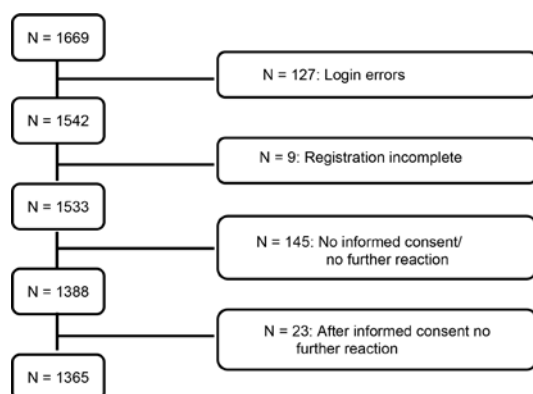 N = 1669
N = 127: Login errors
N = 1542
N = 9: Registration incomplete
N = 1533
N = 145: No informed consent/
no further reaction
N = 1388
N = 23: After informed consent no
further reaction
N = 1365